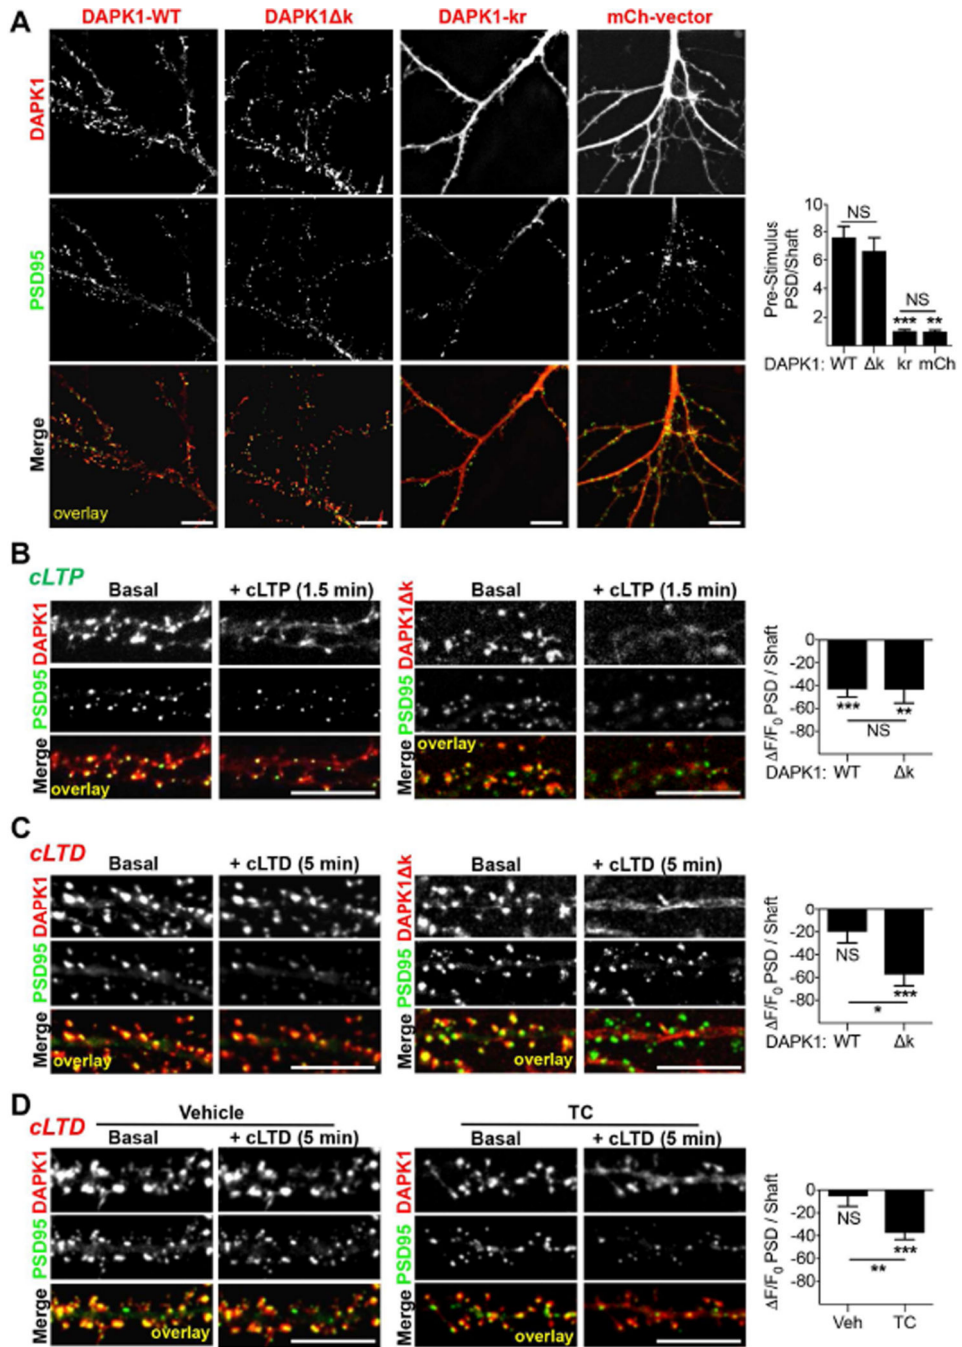 A
DAPK1-WT DAPK1Δk DAPK1-kr mCh-vector
DAPK1
PSD95
Merge
overlay
Pre-Stimulus
PSD/Shaft
10
8
6
4
2
NS
NS
*** **
DAPK1: WT Δk kr mCh
B
cLTP
Basal + cLTP (1.5 min) Basal + cLTP (1.5 min)
DAPK1
PSD95
Merge
overlay
DAPK1Δk
PSD95
Merge
overlay
ΔF/F0 PSD / Shaft
0
-20
-40
-60
-80
*** **
NS
DAPK1: WT Δk
C
cLTD
Basal + cLTD (5 min) Basal + cLTD (5 min)
DAPK1
PSD95
Merge
overlay
DAPK1Δk
PSD95
Merge
overlay
ΔF/F0 PSD / Shaft
0
-20
-40
-60
-80
NS
***
*
DAPK1: WT Δk
D
cLTD
Vehicle TC
Basal + cLTD (5 min) Basal + cLTD (5 min)
DAPK1
PSD95
Merge
overlay
DAPK1
PSD95
Merge
overlay
ΔF/F0 PSD / Shaft
0
-20
-40
-60
-80
NS
***
**
Veh TC